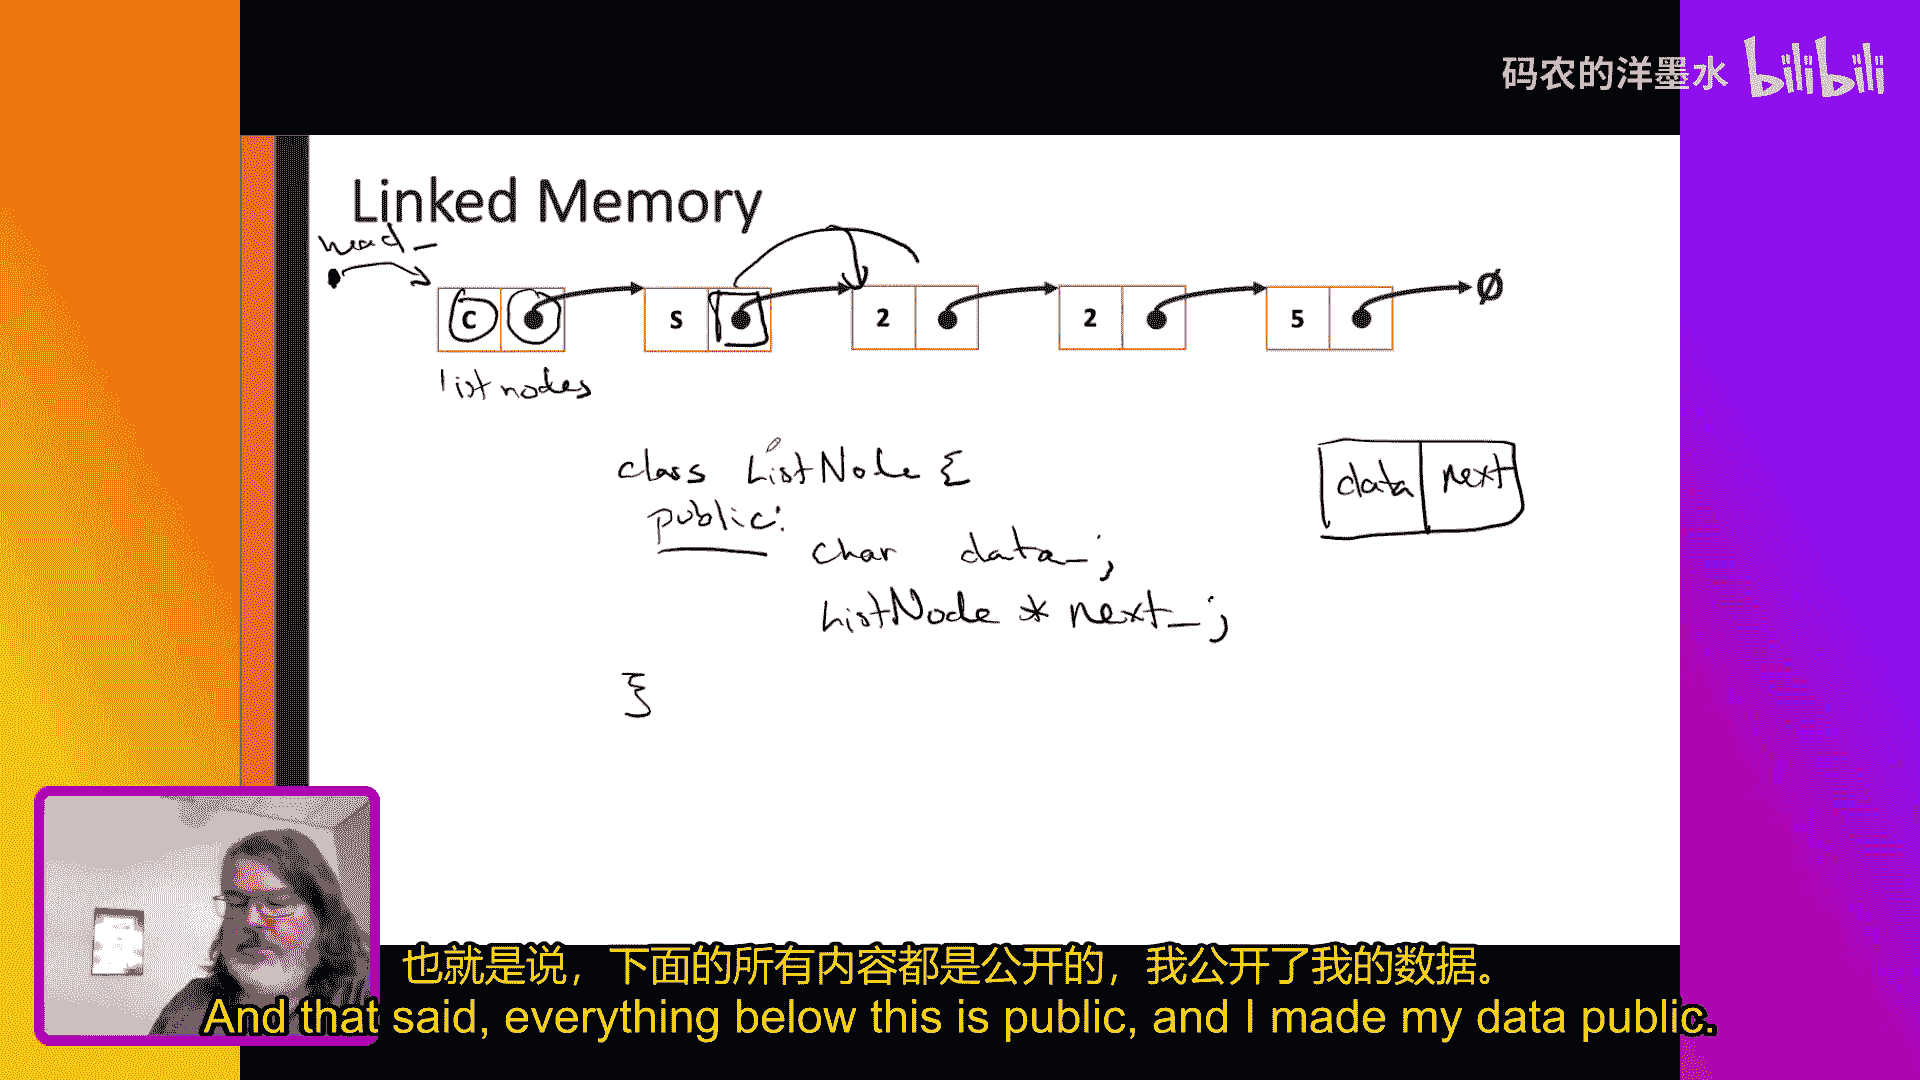 码农的洋墨水 bilibili
Linked Memory
head_
C S 2 2 5 Ø
list nodes
class ListNode {
public:
char data_;
ListNode * next_;
}
data next
也就是说，下面的所有内容都是公开的，我公开了我的数据。
And that said, everything below this is public, and I made my data public.